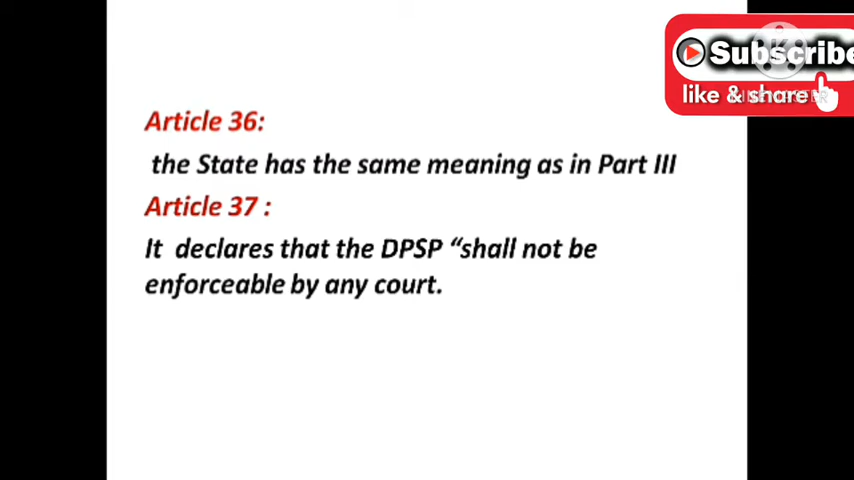 Subscribe
like & share
KINEMASTER
Article 36:
the State has the same meaning as in Part III
Article 37 :
It declares that the DPSP “shall not be
enforceable by any court.